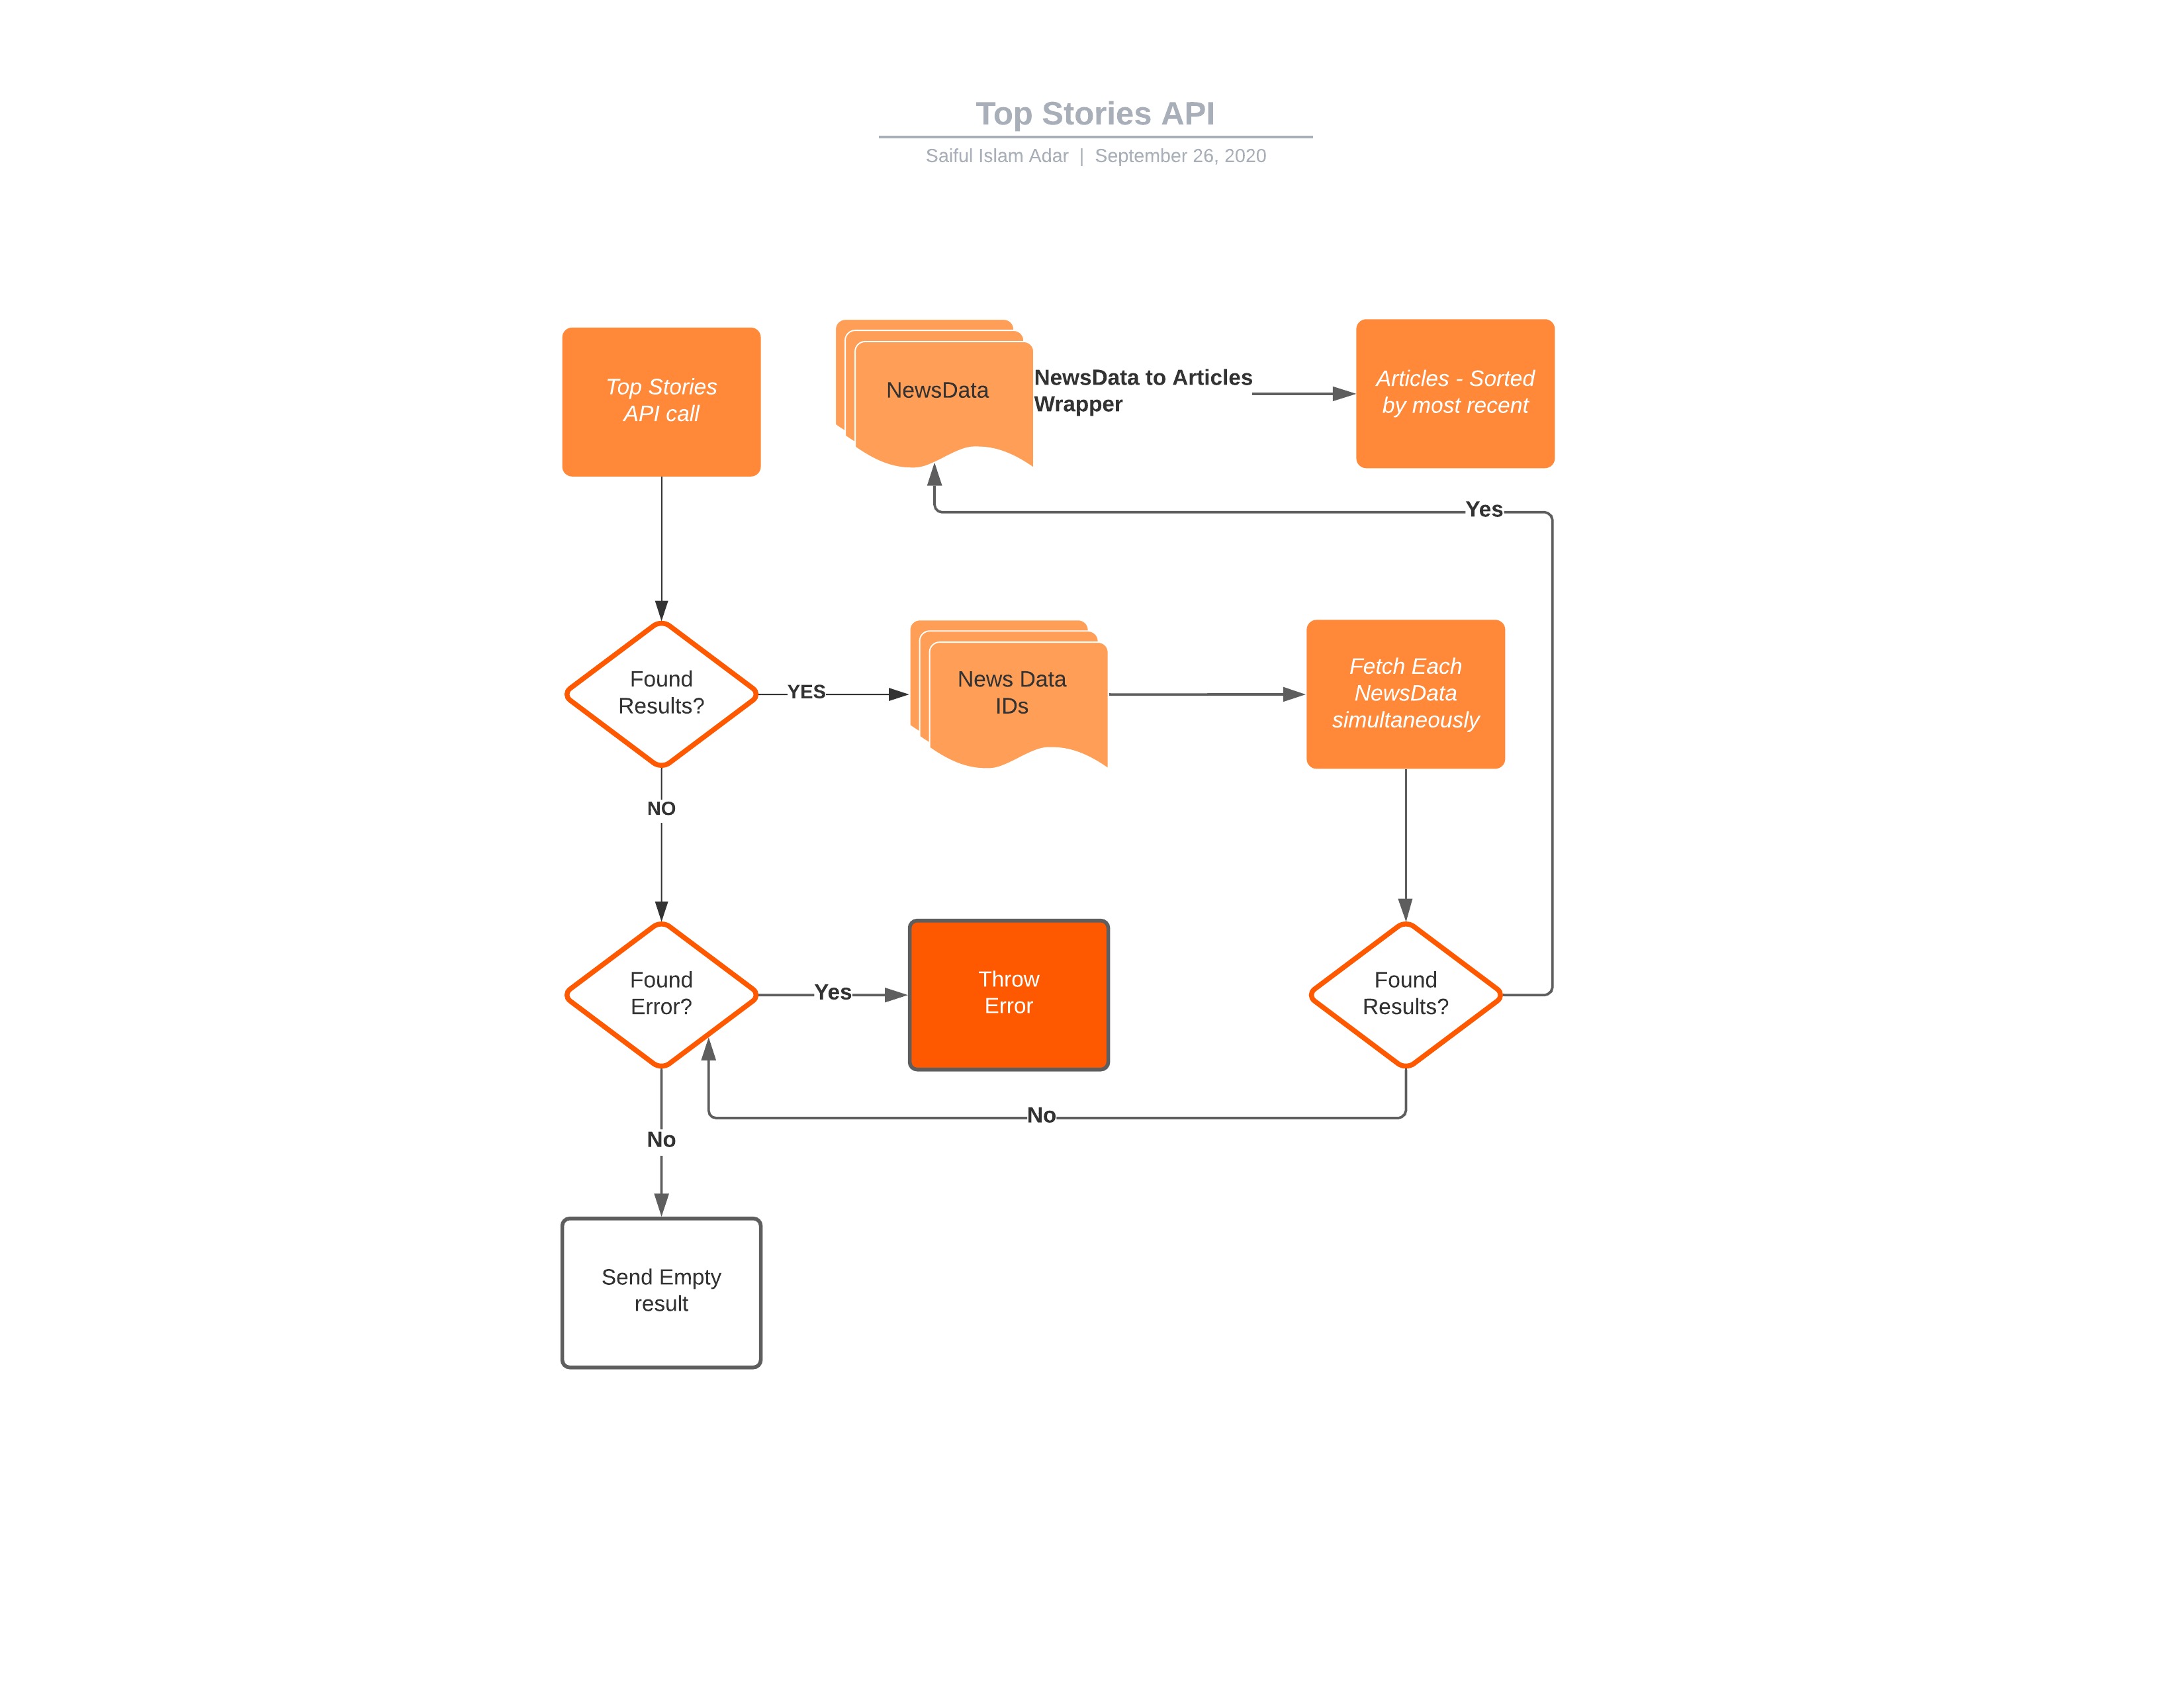 Top Stories API
Saiful Islam Adar | September 26, 2020
Top Stories
API call
NewsData
NewsData to Articles
Wrapper
Articles - Sorted
by most recent
Yes
Found
Results?
YES
News Data
IDs
Fetch Each
NewsData
simultaneously
NO
Found
Error?
Yes
Throw
Error
Found
Results?
No
No
Send Empty
result